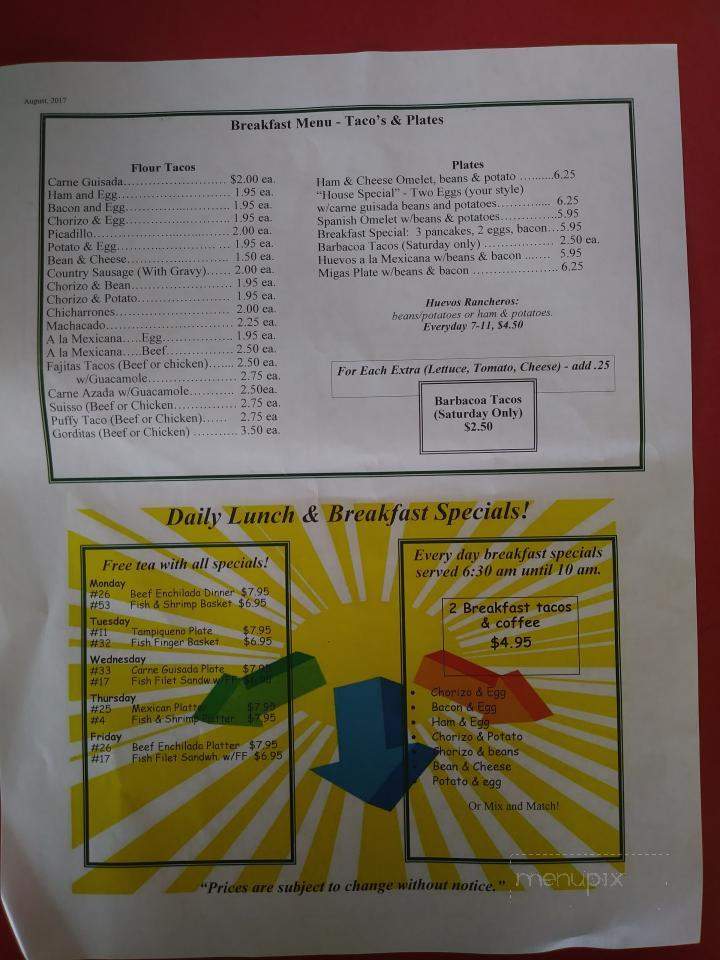 August, 2017
Breakfast Menu - Taco's & Plates
Flour Tacos
Carne Guisada........................ $2.00 ea.
Ham and Egg........................... 1.95 ea.
Bacon and Egg........................ 1.95 ea.
Chorizo & Egg........................ 1.95 ea.
Picadillo................................. 2.00 ea.
Potato & Egg.......................... 1.95 ea.
Bean & Cheese........................ 1.50 ea.
Country Sausage (With Gravy)...... 2.00 ea.
Chorizo & Bean....................... 1.95 ea.
Chorizo & Potato..................... 1.95 ea.
Chicharrones........................... 2.00 ea.
Machacado.............................. 2.25 ea.
A la Mexicana.....Egg............... 1.95 ea.
A la Mexicana.....Beef.............. 2.50 ea.
Fajitas Tacos (Beef or chicken)...... 2.50 ea.
w/Guacamole..................... 2.75 ea.
Carne Azada w/Guacamole.......... 2.50ea.
Suisso (Beef or Chicken.............. 2.75 ea.
Puffy Taco (Beef or Chicken)...... 2.75 ea
Gorditas (Beef or Chicken) .......... 3.50 ea.
Plates
Ham & Cheese Omelet, beans & potato ..........6.25
"House Special" - Two Eggs (your style)
w/carne guisada beans and potatoes............... 6.25
Spanish Omelet w/beans & potatoes..............5.95
Breakfast Special: 3 pancakes, 2 eggs, bacon...5.95
Barbacoa Tacos (Saturday only) ................ 2.50 ea.
Huevos a la Mexicana w/beans & bacon ....... 5.95
Migas Plate w/beans & bacon .................... 6.25
Huevos Rancheros:
beans/potatoes or ham & potatoes.
Everyday 7-11, $4.50
For Each Extra (Lettuce, Tomato, Cheese) - add .25
Barbacoa Tacos
(Saturday Only)
$2.50
Daily Lunch & Breakfast Specials!
Free tea with all specials!
Monday
#26 Beef Enchilada Dinner $7.95
#53 Fish & Shrimp Basket $6.95
Tuesday
#11 Tampiqueno Plate $7.95
#32 Fish Finger Basket $6.95
Wednesday
#33 Carne Guisada Plate $7.95
#17 Fish Filet Sandw.w/FF $6.95
Thursday
#25 Mexican Platter $7.95
#4 Fish & Shrimp Platter $7.95
Friday
#26 Beef Enchilada Platter $7.95
#17 Fish Filet Sandwh. w/FF $6.95
Every day breakfast specials
served 6:30 am until 10 am.
2 Breakfast tacos
& coffee
$4.95
• Chorizo & Egg
• Bacon & Egg
• Ham & Egg
• Chorizo & Potato
• Chorizo & beans
• Bean & Cheese
• Potato & egg
Or Mix and Match!
"Prices are subject to change without notice."
menupix